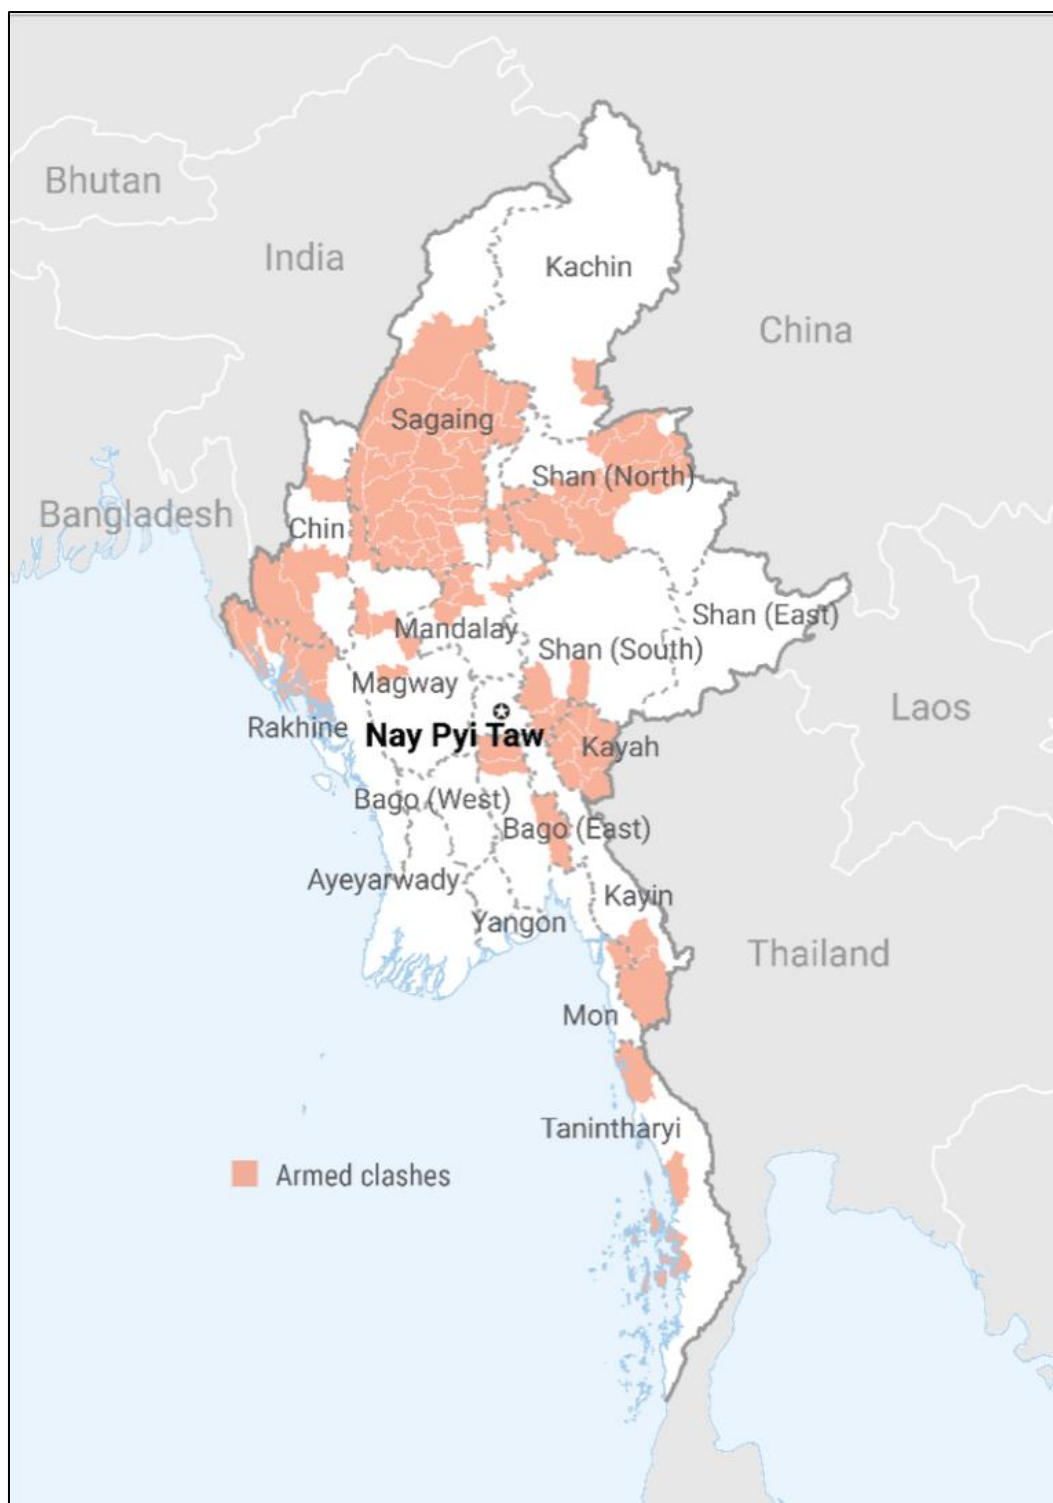 Bhutan
India
Kachin
China
Sagaing
Shan (North)
Bangladesh
Chin
Shan (East)
Mandalay
Shan (South)
Magway
Laos
Rakhine
Nay Pyi Taw
Kayah
Bago (West)
Bago (East)
Ayeyarwady
Kayin
Yangon
Thailand
Mon
Tanintharyi
Armed clashes